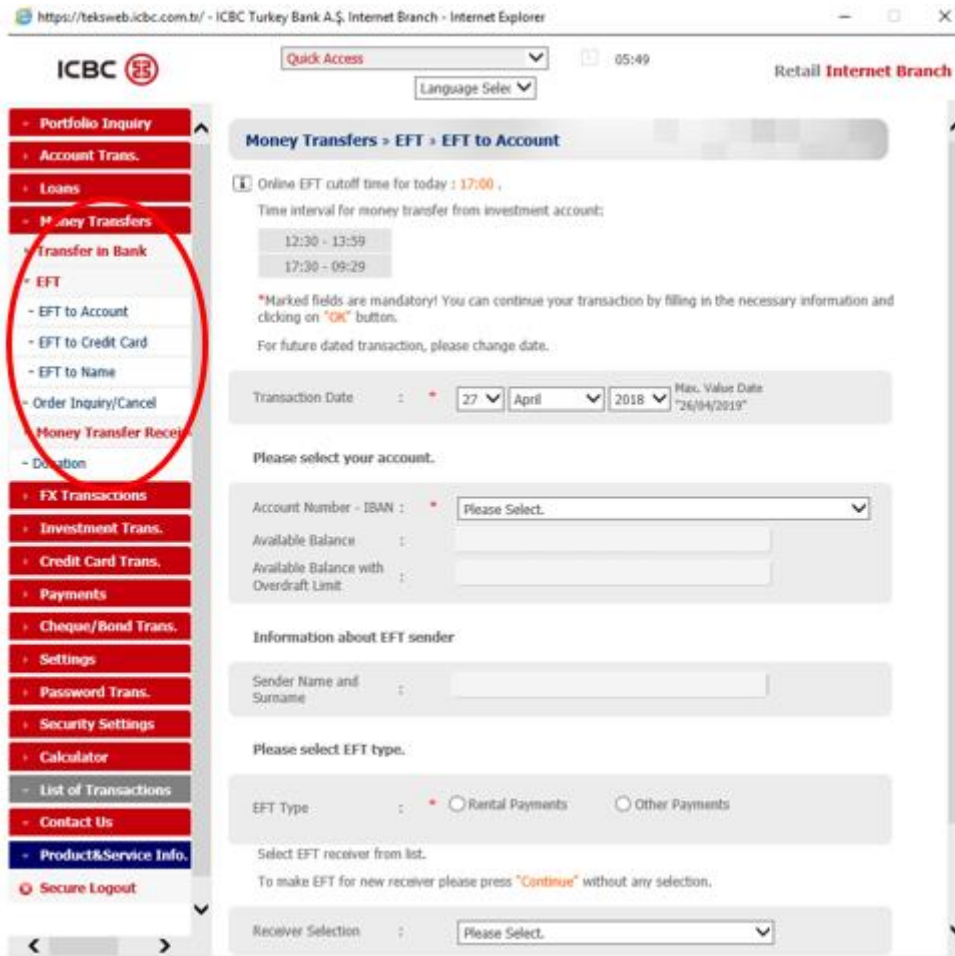 https://teksweb.icbc.com.tr/ - ICBC Turkey Bank A.Ş. Internet Branch - Internet Explorer
ICBC
Quick Access
05:49
Language Selec
Retail Internet Branch
Portfolio Inquiry
Account Trans.
Loans
Money Transfers
Transfer in Bank
EFT
- EFT to Account
- EFT to Credit Card
- EFT to Name
- Order Inquiry/Cancel
Money Transfer Recei
- Donation
FX Transactions
Investment Trans.
Credit Card Trans.
Payments
Cheque/Bond Trans.
Settings
Password Trans.
Security Settings
Calculator
List of Transactions
Contact Us
Product&Service Info.
Secure Logout
Money Transfers » EFT » EFT to Account
Online EFT cutoff time for today : 17:00 .
Time interval for money transfer from investment account:
12:30 - 13:59
17:30 - 09:29
*Marked fields are mandatory! You can continue your transaction by filling in the necessary information and
clicking on "OK" button.
For future dated transaction, please change date.
Transaction Date : * 27 April 2018 Max. Value Date
"26/04/2019"
Please select your account.
Account Number - IBAN : * Please Select.
Available Balance :
Available Balance with
Overdraft Limit :
Information about EFT sender
Sender Name and
Surname :
Please select EFT type.
EFT Type : * Rental Payments Other Payments
Select EFT receiver from list.
To make EFT for new receiver please press "Continue" without any selection.
Receiver Selection : Please Select.